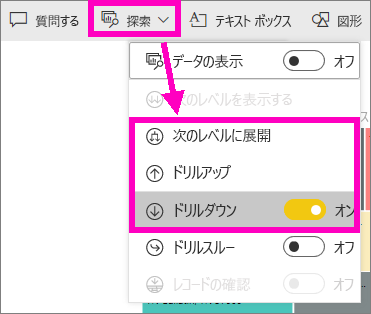 質問する 探索 テキスト ボックス 図形
データの表示 オフ
次のレベルを表示する
次のレベルに展開
ドリルアップ
ドリルダウン オン
ドリルスルー オフ
レコードの確認 オフ